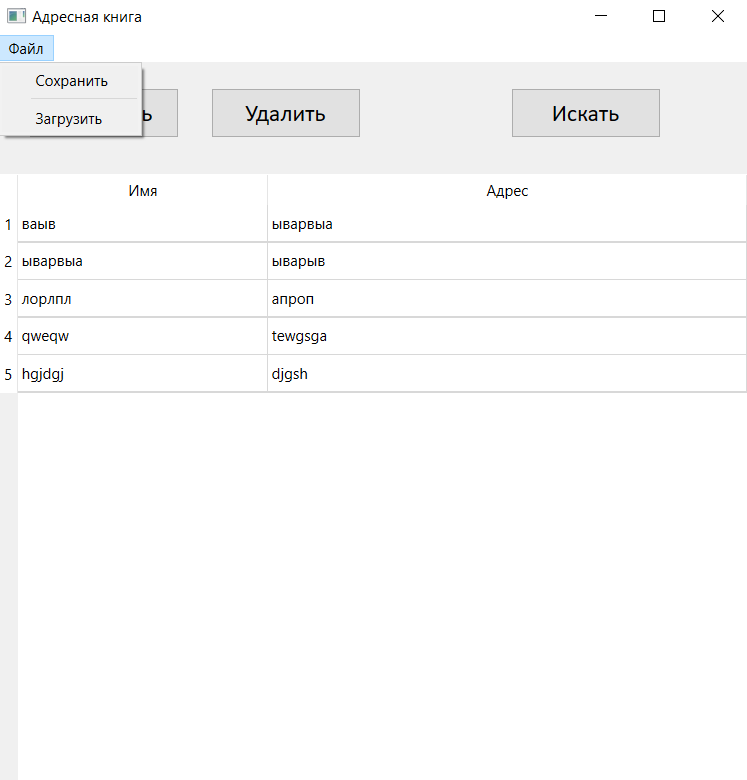 Адресная книга
Файл
Сохранить
Загрузить
Удалить
Искать
Имя Адрес
1 ваыв ыварвыа
2 ыварвыа ыварыв
3 лорлпл апроп
4 qweqw tewgsga
5 hgjdgj djgsh